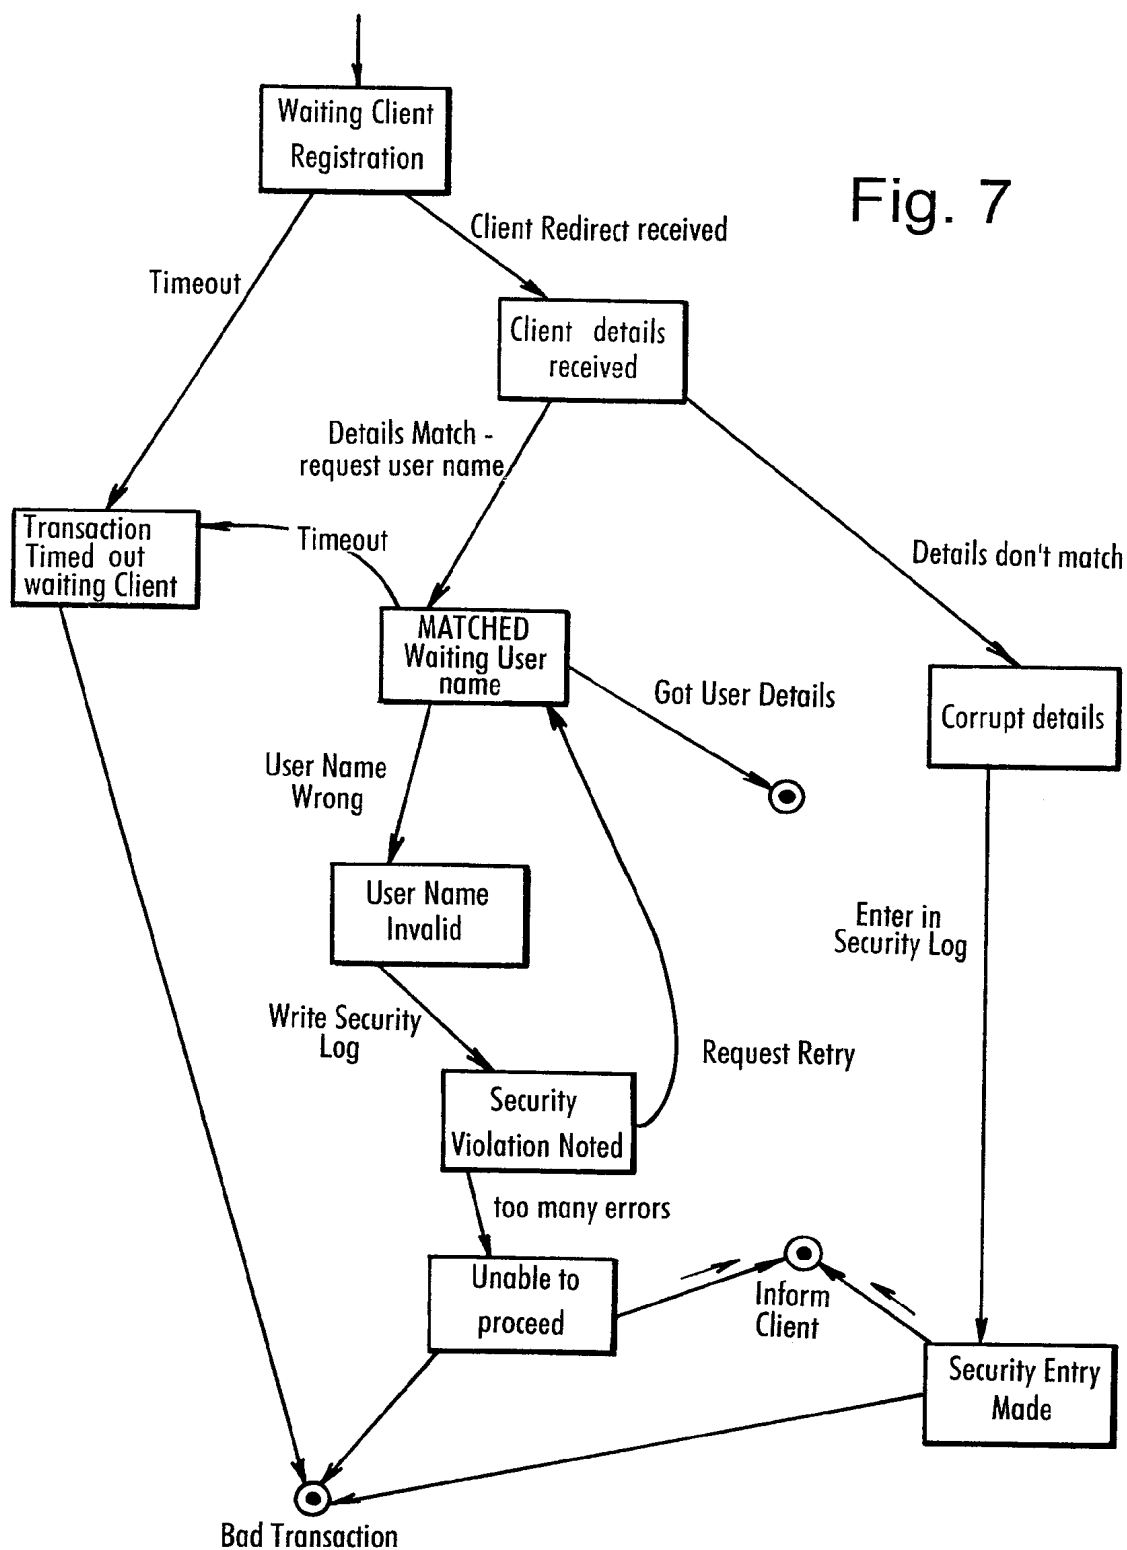 Waiting Client
Registration
Fig. 7
Client Redirect received
Timeout
Client details
received
Details Match -
request user name
Transaction
Timed out
waiting Client
Timeout
Details don't match
MATCHED
Waiting User
name
Got User Details
Corrupt details
User Name
Wrong
User Name
Invalid
Enter in
Security Log
Write Security
Log
Request Retry
Security
Violation Noted
too many errors
Unable to
proceed
Inform
Client
Security Entry
Made
Bad Transaction